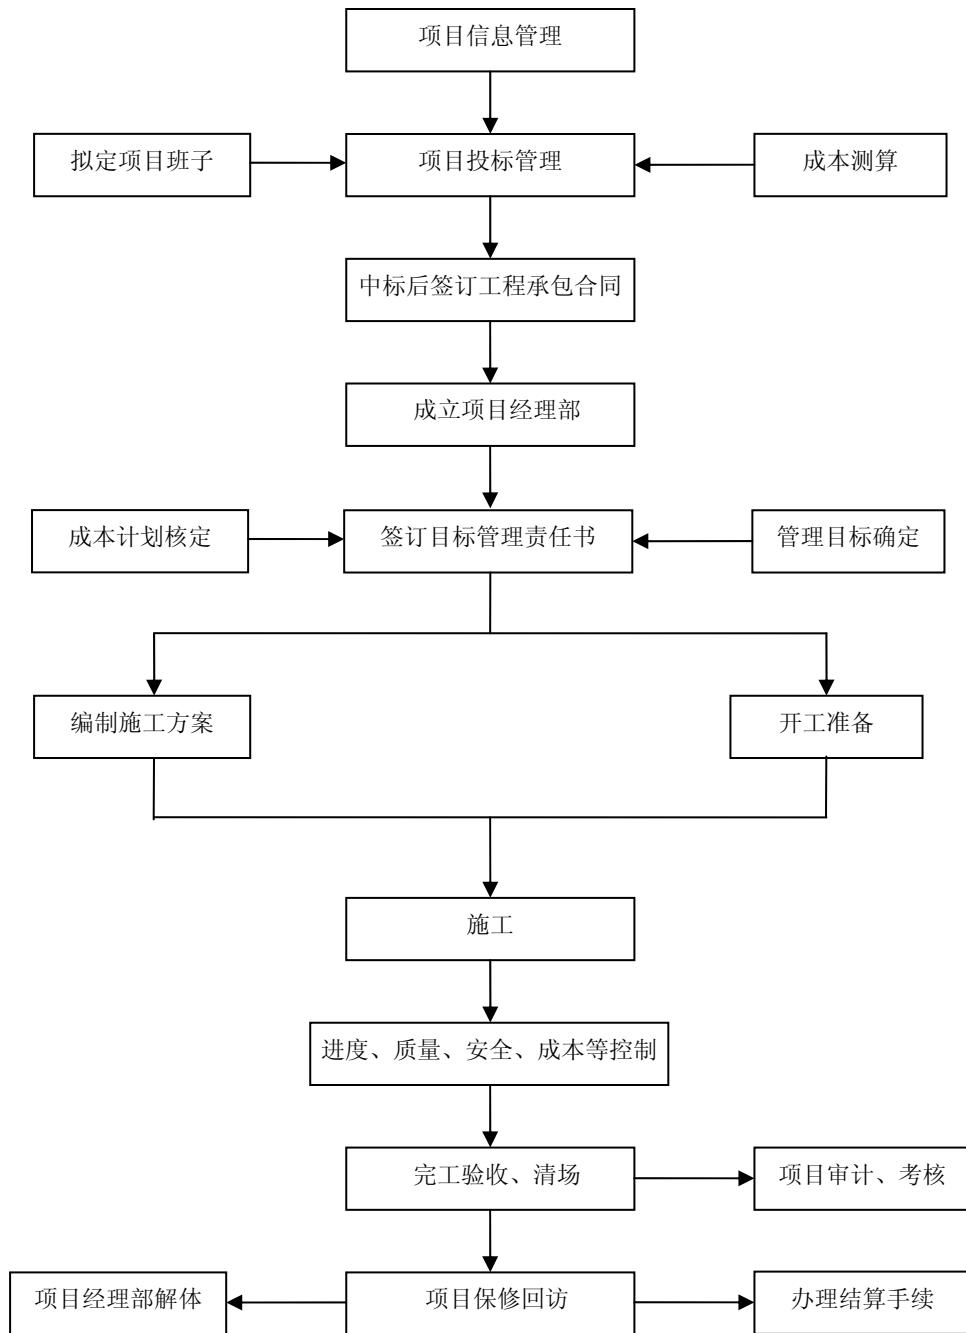 项目信息管理
拟定项目班子
项目投标管理
成本测算
中标后签订工程承包合同
成立项目经理部
成本计划核定
签订目标管理责任书
管理目标确定
编制施工方案
开工准备
施工
进度、质量、安全、成本等控制
完工验收、清场
项目审计、考核
项目经理部解体
项目保修回访
办理结算手续